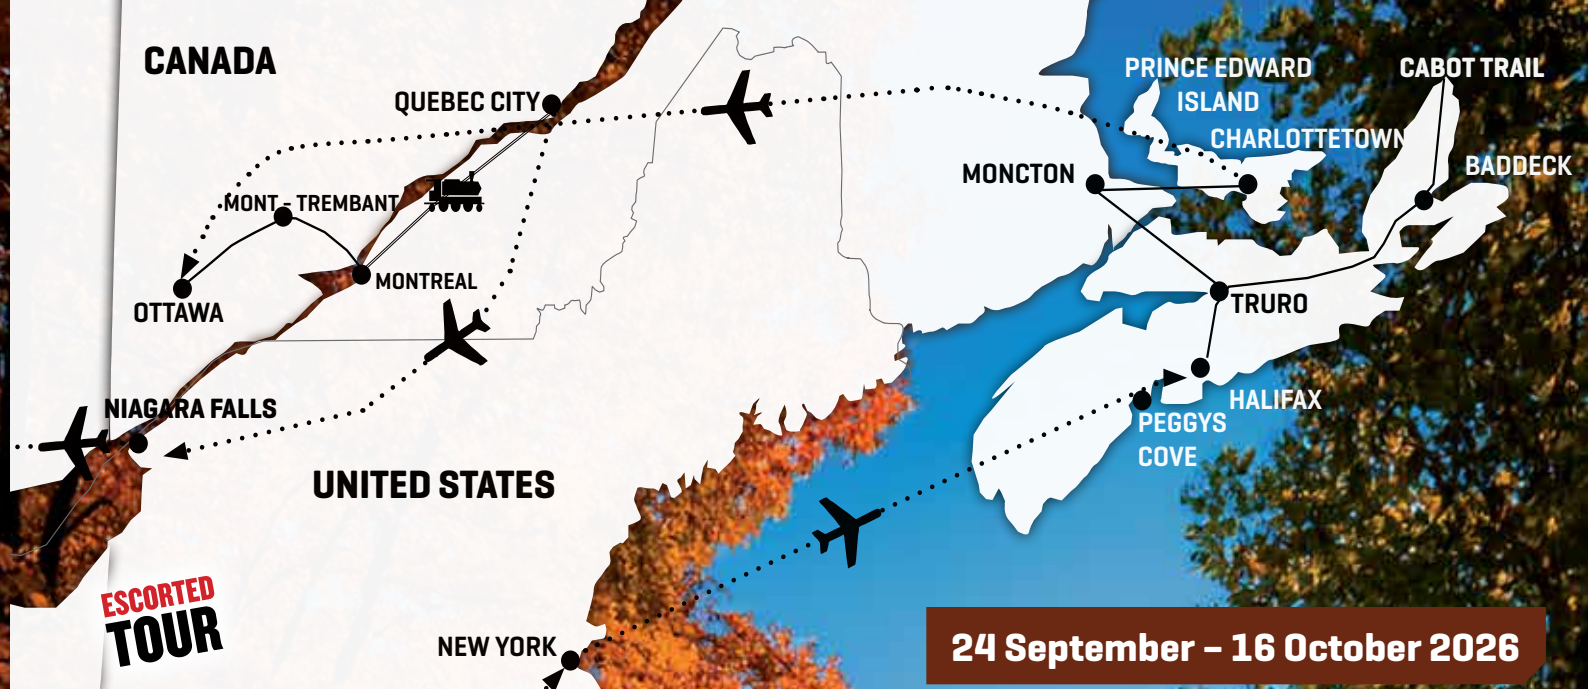 CANADA
QUEBEC CITY
PRINCE EDWARD
ISLAND
CABOT TRAIL
CHARLOTTETOWN
MONCTON
BADDECK
MONT - TREMBANT
MONTREAL
OTTAWA
TRURO
NIAGARA FALLS
HALIFAX
PEGGYS
COVE
UNITED STATES
ESCORTED
TOUR
NEW YORK
24 September – 16 October 2026